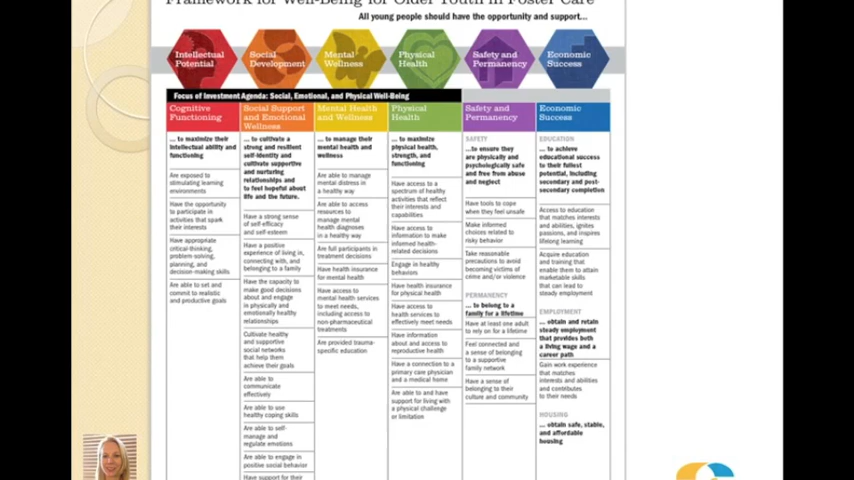 Framework for Well-Being for Older Youth in Foster Care
All young people should have the opportunity and support...
Intellectual
Potential
Social
Development
Mental
Wellness
Physical
Health
Safety and
Permanency
Economic
Success
Focus of Investment Agenda: Social, Emotional, and Physical Well-Being
Cognitive
Functioning
... to maximize their
intellectual ability and
functioning
Are exposed to
stimulating learning
environments
Have the opportunity
to participate in
activities that spark
their interests
Have appropriate
critical-thinking,
problem-solving,
planning, and
decision-making skills
Are able to set and
commit to realistic
and productive goals
Social Support
and Emotional
Wellness
... to cultivate a
strong and resilient
self-identity and
cultivate supportive
and nurturing
relationships and
to feel hopeful about
life and the future.
Have a strong sense
of self-efficacy
and self-esteem
Have a positive
experience of living in,
connecting with, and
belonging to a family
Have the capacity to
make good decisions
about and engage
in physically and
emotionally healthy
relationships
Cultivate healthy
and supportive
social networks
that help them
achieve their goals
Are able to
communicate
effectively
Are able to use
healthy coping skills
Are able to self-
manage and
regulate emotions
Are able to engage in
positive social behavior
Have support for their
Mental Health
and Wellness
... to manage their
mental health and
wellness
Are able to manage
mental distress in
a healthy way
Are able to access
resources to
manage mental
health diagnoses
in a healthy way
Are full participants in
treatment decisions
Have health insurance
for mental health
Have access to
mental health services
to meet needs,
including access to
non-pharmaceutical
treatments
Are provided trauma-
specific education
Physical
Health
... to maximize
physical health,
strength, and
functioning
Have access to a
spectrum of healthy
activities that reflect
their interests and
capabilities
Have access to
information to make
informed health-
related decisions
Engage in healthy
behaviors
Have health insurance
for physical health
Have access to
health services to
effectively meet needs
Have information
about and access to
reproductive health
Have a connection to a
primary care physician
and a medical home
Are able to and have
support for living with
a physical challenge
or limitation
Safety and
Permanency
SAFETY
...to ensure they
are physically and
psychologically safe
and free from abuse
and neglect
Have tools to cope
when they feel unsafe
Make informed
choices related to
risky behavior
Take reasonable
precautions to avoid
becoming victims of
crime and/or violence
PERMANENCY
... to belong to a
family for a lifetime
Have at least one adult
to rely on for a lifetime
Feel connected and
a sense of belonging
to a supportive
family network
Have a sense of
belonging to their
culture and community
Economic
Success
EDUCATION
... to achieve
educational success
to their fullest
potential, including
secondary and post-
secondary completion
Access to education
that matches interests
and abilities, ignites
passions, and inspires
lifelong learning
Acquire education
and training that
enable them to attain
marketable skills
that can lead to
steady employment
EMPLOYMENT
... obtain and retain
steady employment
that provides both
a living wage and a
career path
Gain work experience
that matches
interests and abilities
and contributes
to their needs
HOUSING
... obtain safe, stable,
and affordable
housing